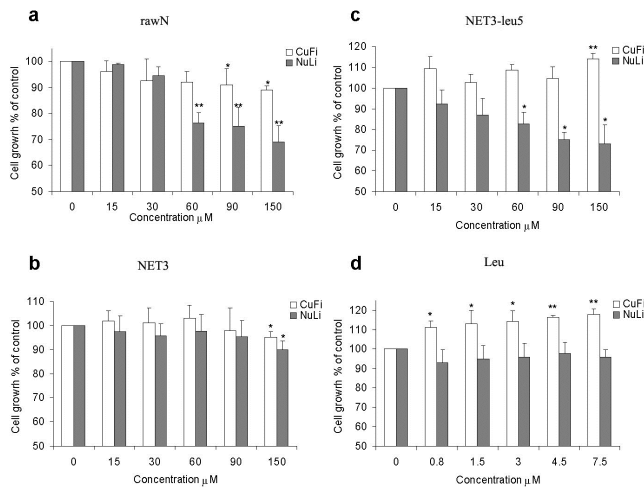 a
rawN
CuFi
NuLi
Cell growrh % of control
100
90
80
70
60
50
* *
** ** **
0 15 30 60 90 150
Concentration μM
b
NET3
CuFi
NuLi
Cell growrh % of control
110
100
90
80
70
60
50
*
*
0 15 30 60 90 150
Concentration μM
c
NET3-leu5
CuFi
NuLi
Cell growrh % of control
120
110
100
90
80
70
60
50
**
* * *
0 15 30 60 90 150
Concentration μM
d
Leu
CuFi
NuLi
Cell growrh % of control
120
110
100
90
80
70
60
50
* * * ** **
0 0.8 1.5 3 4.5 7.5
Concentration μM